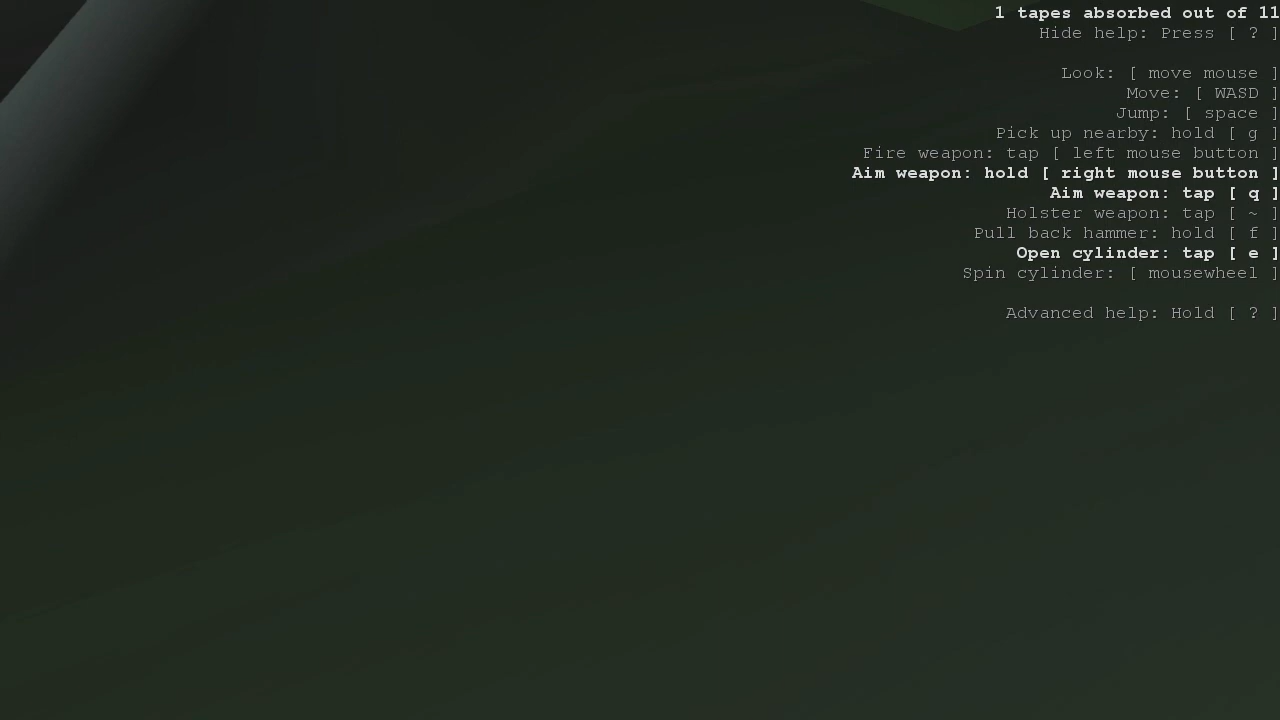 1 tapes absorbed out of 11
Hide help: Press [ ? ]
Look: [ move mouse ]
Move: [ WASD ]
Jump: [ space ]
Pick up nearby: hold [ g ]
Fire weapon: tap [ left mouse button ]
Aim weapon: hold [ right mouse button ]
Aim weapon: tap [ q ]
Holster weapon: tap [ ~ ]
Pull back hammer: hold [ f ]
Open cylinder: tap [ e ]
Spin cylinder: [ mousewheel ]
Advanced help: Hold [ ? ]